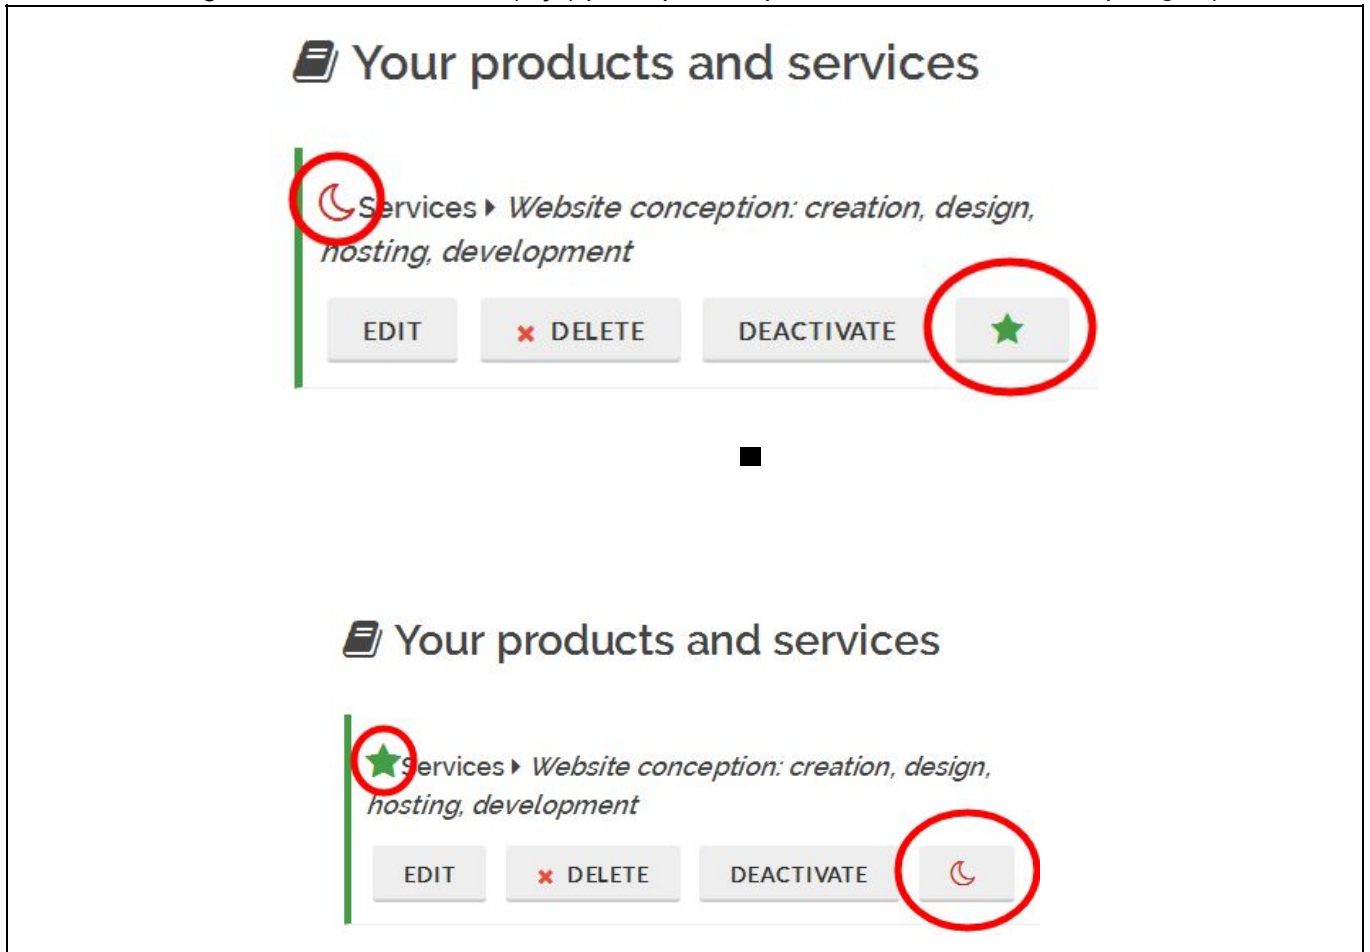 Your products and services
Services Website conception: creation, design,
hosting, development
EDIT DELETE DEACTIVATE
Your products and services
Services Website conception: creation, design,
hosting, development
EDIT DELETE DEACTIVATE